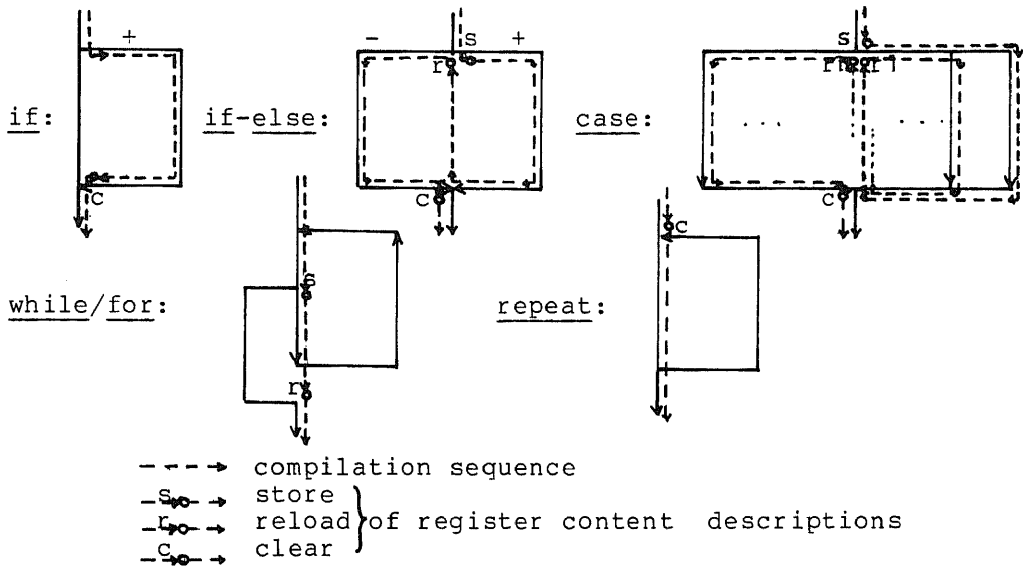 +
- s +
r
s
r r
if: if-else: case:
... ...
c
c
c
c
s
while/for: repeat:
r
compilation sequence
s store
r reload of register content descriptions
c clear